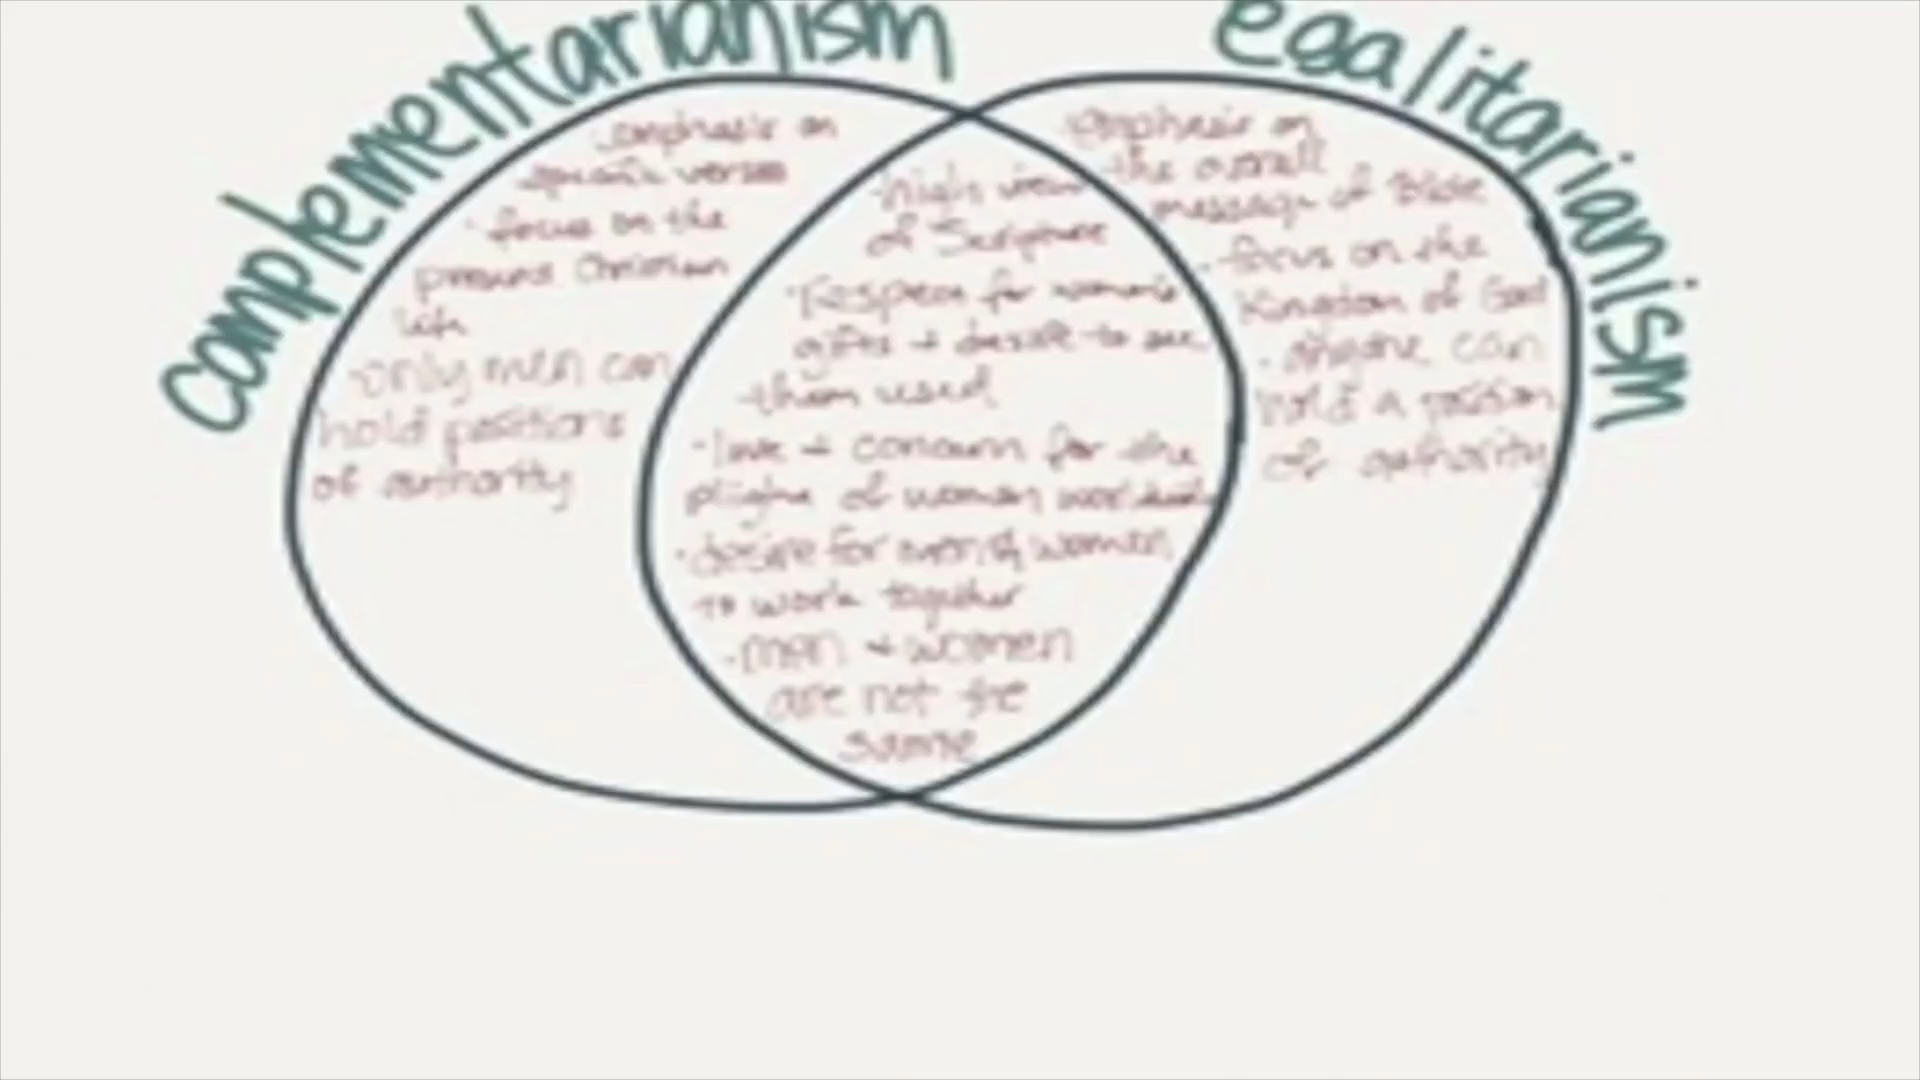 complementarianism
egalitarianism
emphasis on
specific verses
· focus on the
present Christian
life
· only men can
hold positions
of authority
· high view
of Scripture
· Respect for women's
gifts + desire to see
them used
· love + concern for the
plight of women worldwide
· desire for men & women
to work together
· men + women
are not the
same
· Emphasis on
the overall
message of Bible
· focus on the
Kingdom of God
· anyone can
hold a position
of authority